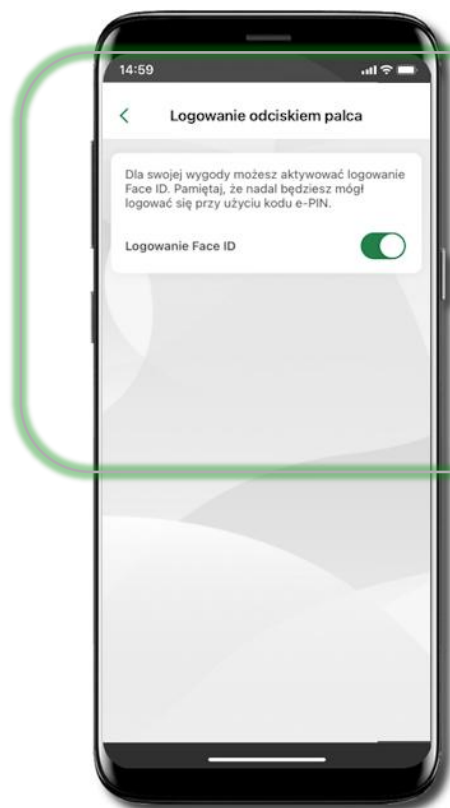 14:59
Logowanie odciskiem palca
Dla swojej wygody możesz aktywować logowanie
Face ID. Pamiętaj, że nadal będziesz mógł
logować się przy użyciu kodu e-PIN.
Logowanie Face ID